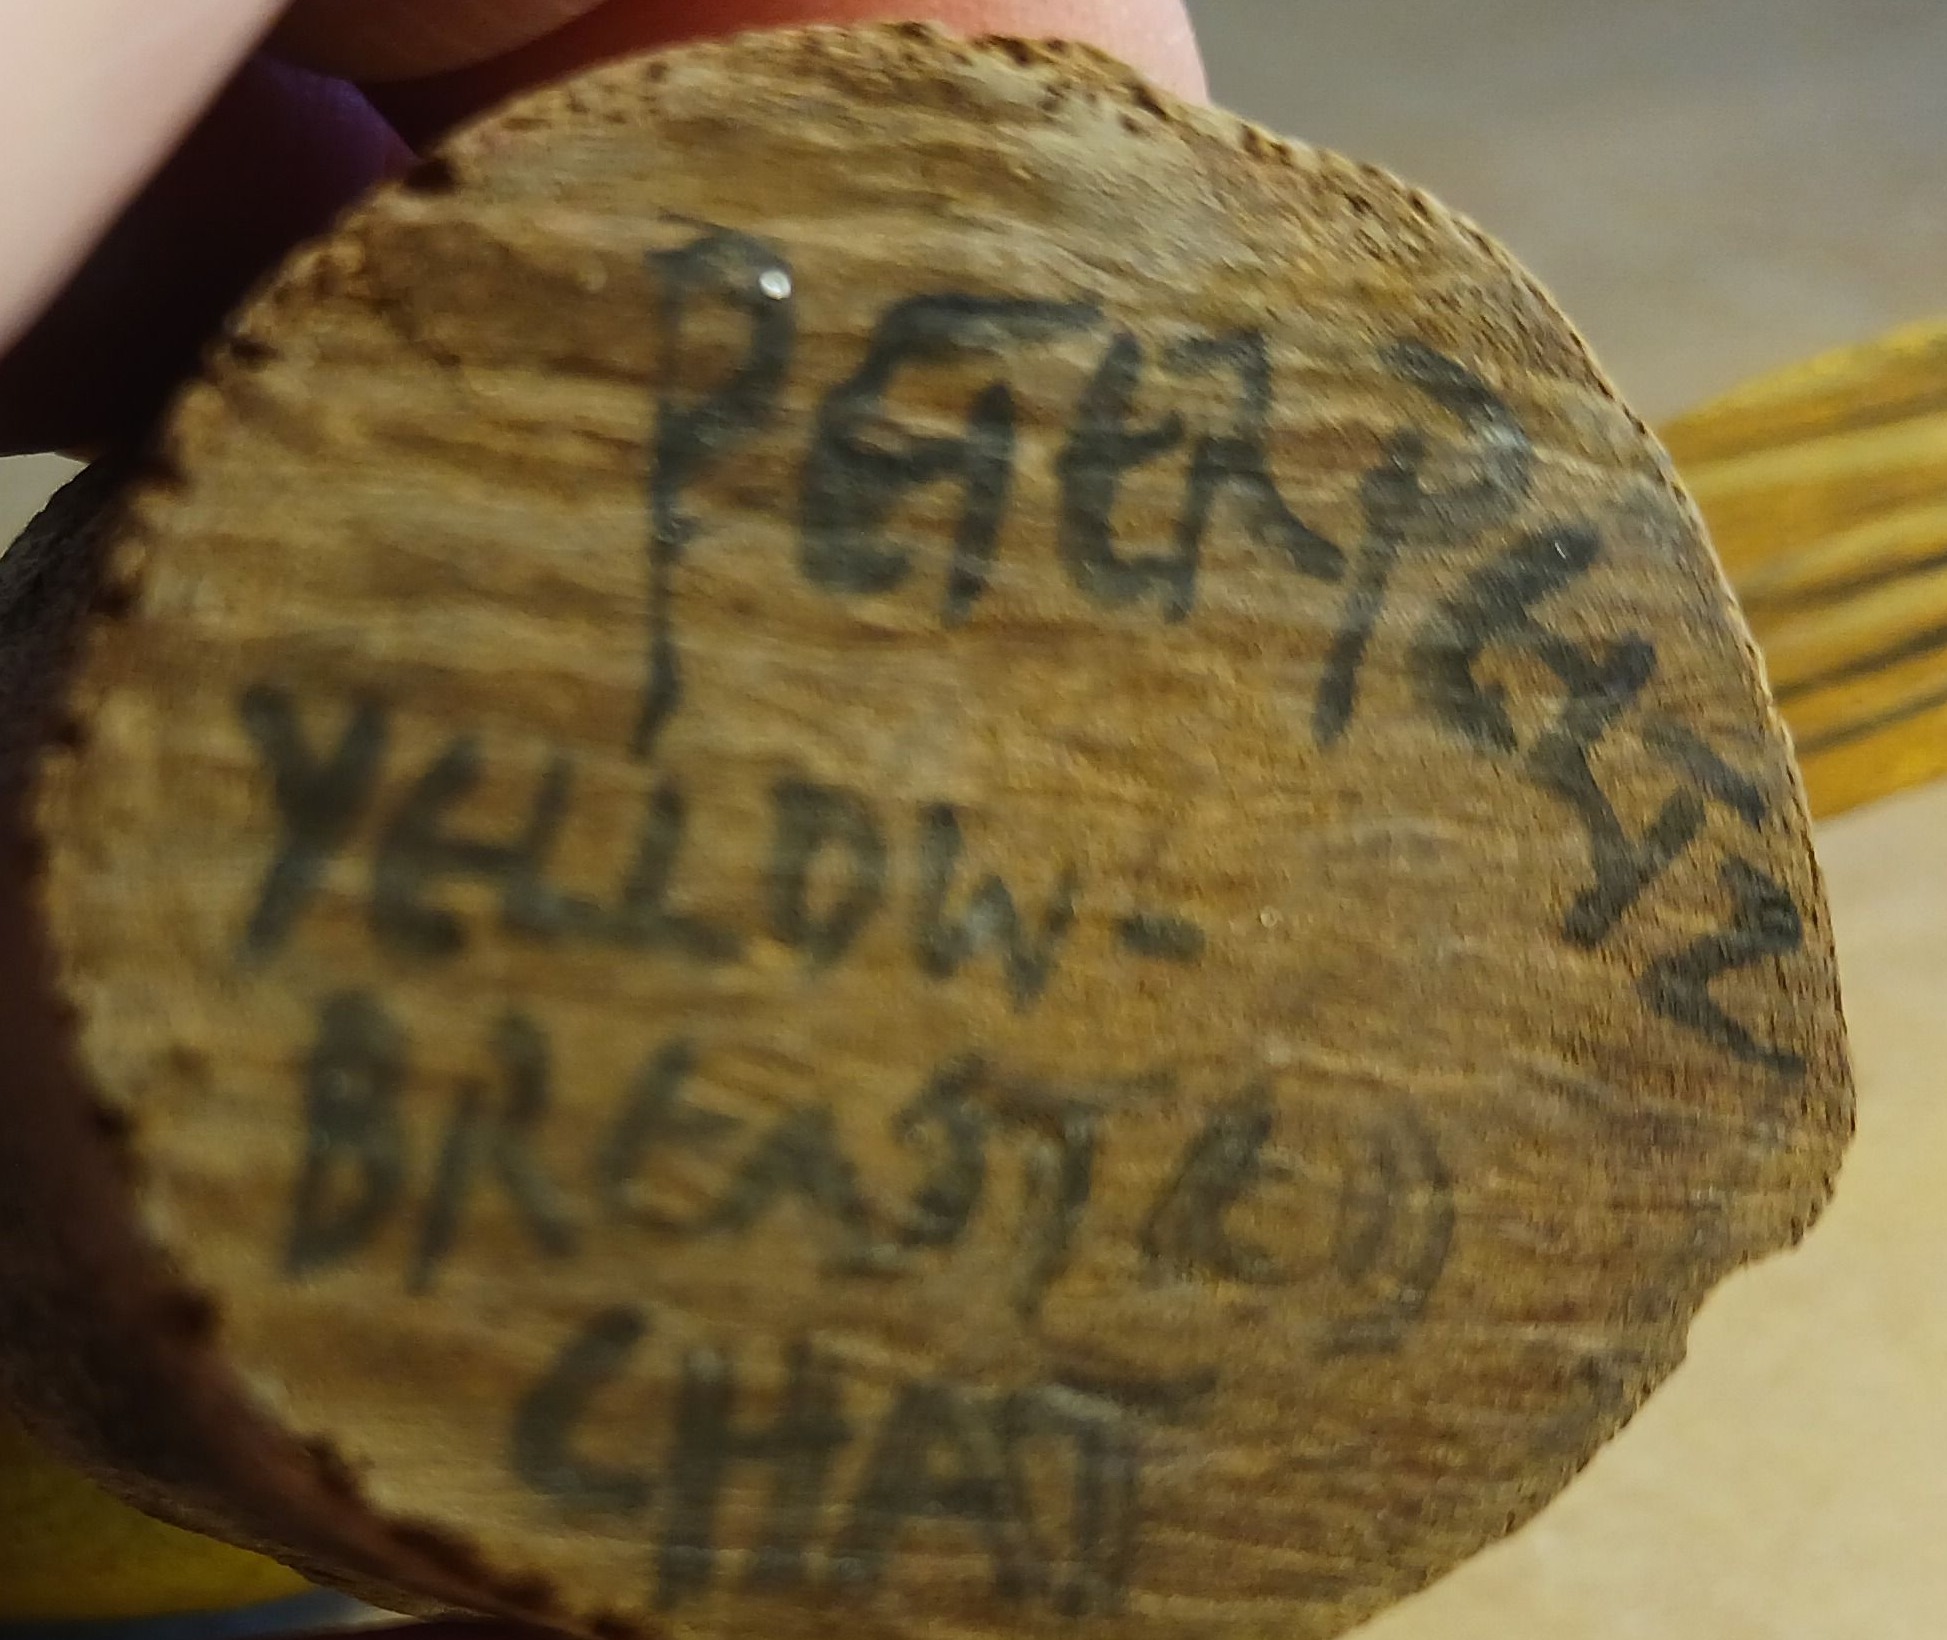 PETER PELTZ
YELLOW-
BREASTED
CHAT